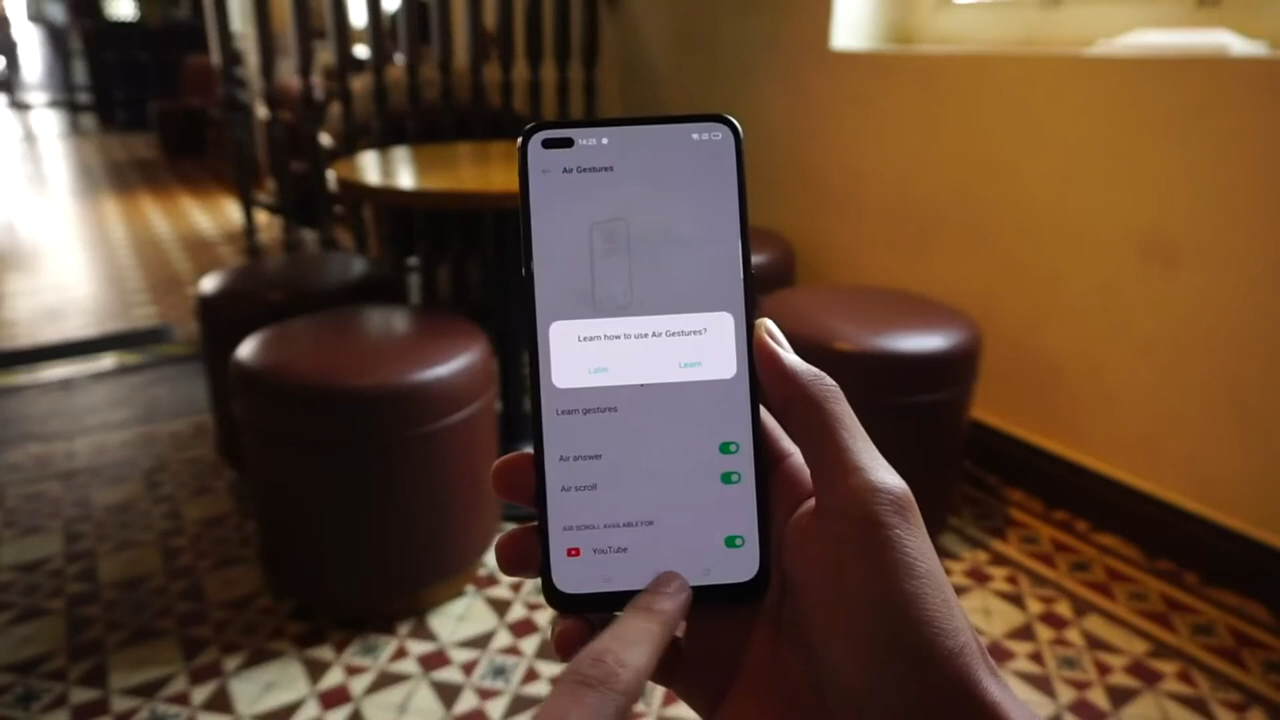 14:25
Air Gestures
Learn how to use Air Gestures?
Later Learn
Learn gestures
Air answer
Air scroll
AIR SCROLL AVAILABLE FOR
YouTube